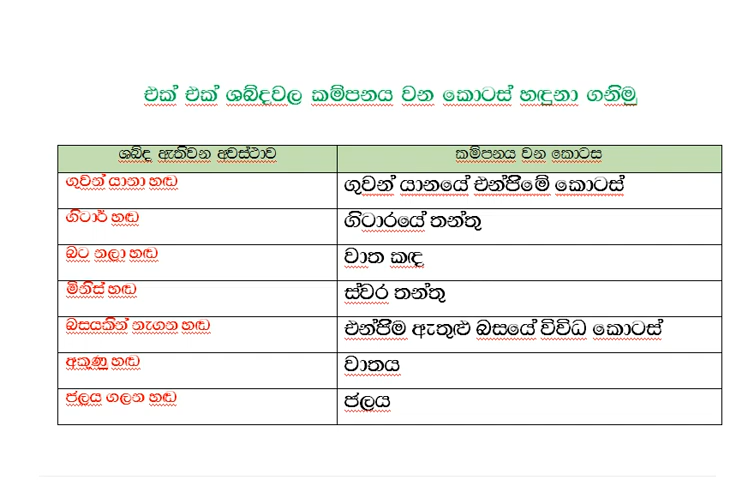 එක් එක් ශබ්දවල කම්පනය වන කොටස් හඳුනා ගනිමු
ශබ්ද ඇතිවන අවස්ථාව කම්පනය වන කොටස
ගුවන් යානා හඬ ගුවන් යානයේ එන්ජිමේ කොටස්
ගිටාර් හඬ ගිටාරයේ තන්තු
බට නලා හඬ වාත කඳ
මිනිස් හඬ ස්වර තන්තු
බසයකින් නැගෙන හඬ එන්ජිම ඇතුළු බසයේ විවිධ කොටස්
අකුණු හඬ වාතය
ජලය ගලන හඬ ජලය